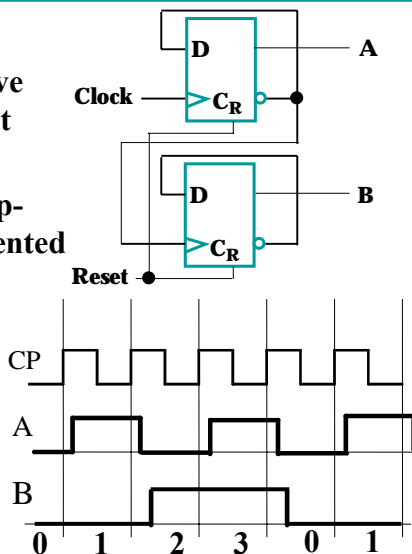 D
A
ve
Clock
C R
t
D
B
p-
ented
C R
Reset
CP
A
B
0 1 2 3 0 1